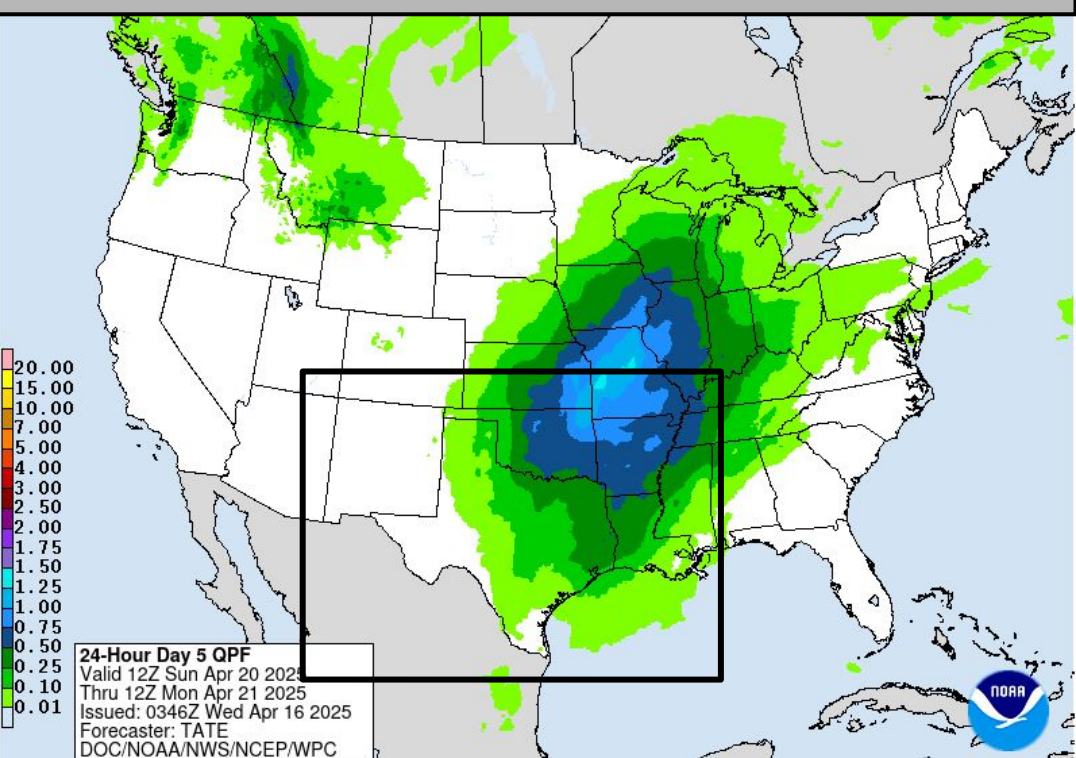 20.00
15.00
10.00
7.00
5.00
4.00
3.00
2.50
2.00
1.75
1.50
1.25
1.00
0.75
0.50
0.25
0.10
0.01
24-Hour Day 5 QPF
Valid 12Z Sun Apr 20 2025
Thru 12Z Mon Apr 21 2025
Issued: 0346Z Wed Apr 16 2025
Forecaster: TATE
DOC/NOAA/NWS/NCEP/WPC
NOAA